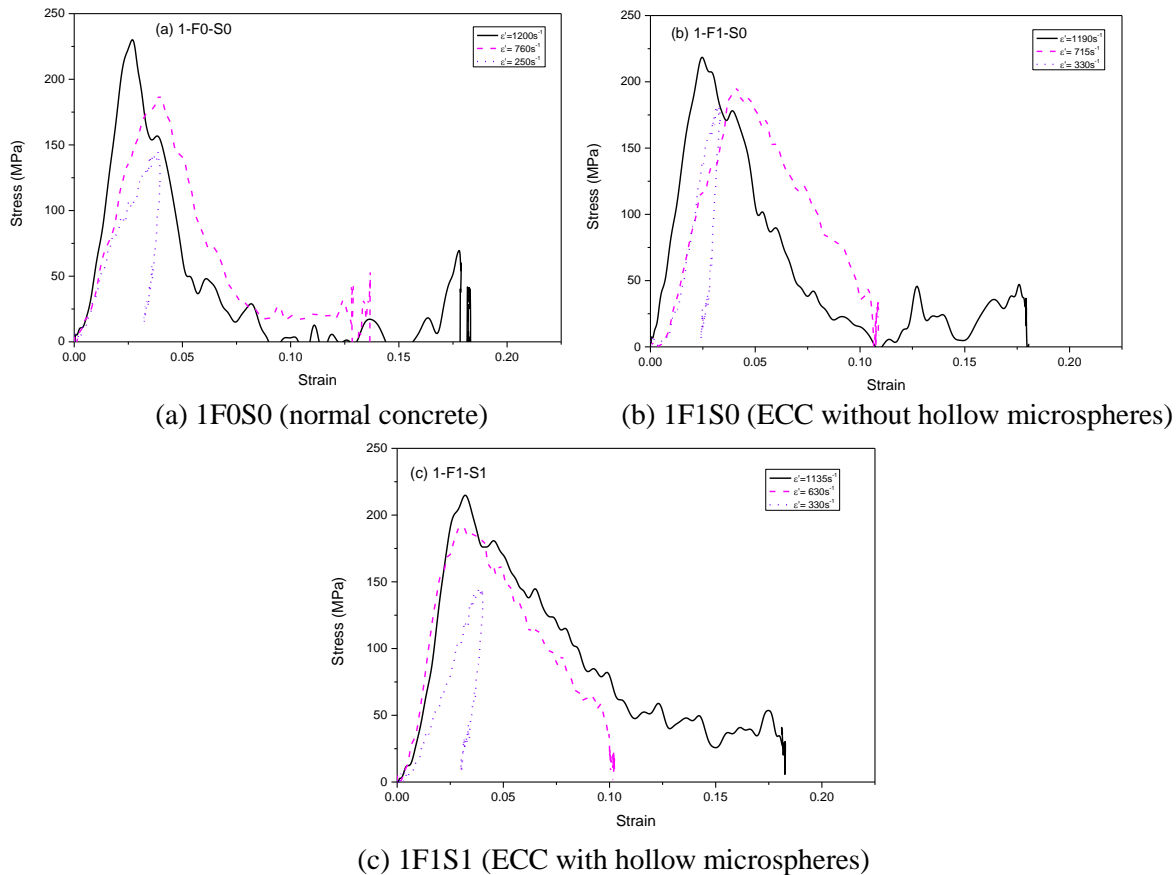 (a) 1-F0-S0
ε'=1200s⁻¹
ε'= 760s⁻¹
ε'= 250s⁻¹
250
200
150
100
50
0
Stress (MPa)
0.00 0.05 0.10 0.15 0.20
Strain
(a) 1F0S0 (normal concrete)
(b) 1-F1-S0
ε'=1190s⁻¹
ε'= 715s⁻¹
ε'= 330s⁻¹
250
200
150
100
50
0
Stress (MPa)
0.00 0.05 0.10 0.15 0.20
Strain
(b) 1F1S0 (ECC without hollow microspheres)
(c) 1-F1-S1
ε'=1135s⁻¹
ε'= 630s⁻¹
ε'= 330s⁻¹
250
200
150
100
50
0
Stress (MPa)
0.00 0.05 0.10 0.15 0.20
Strain
(c) 1F1S1 (ECC with hollow microspheres)